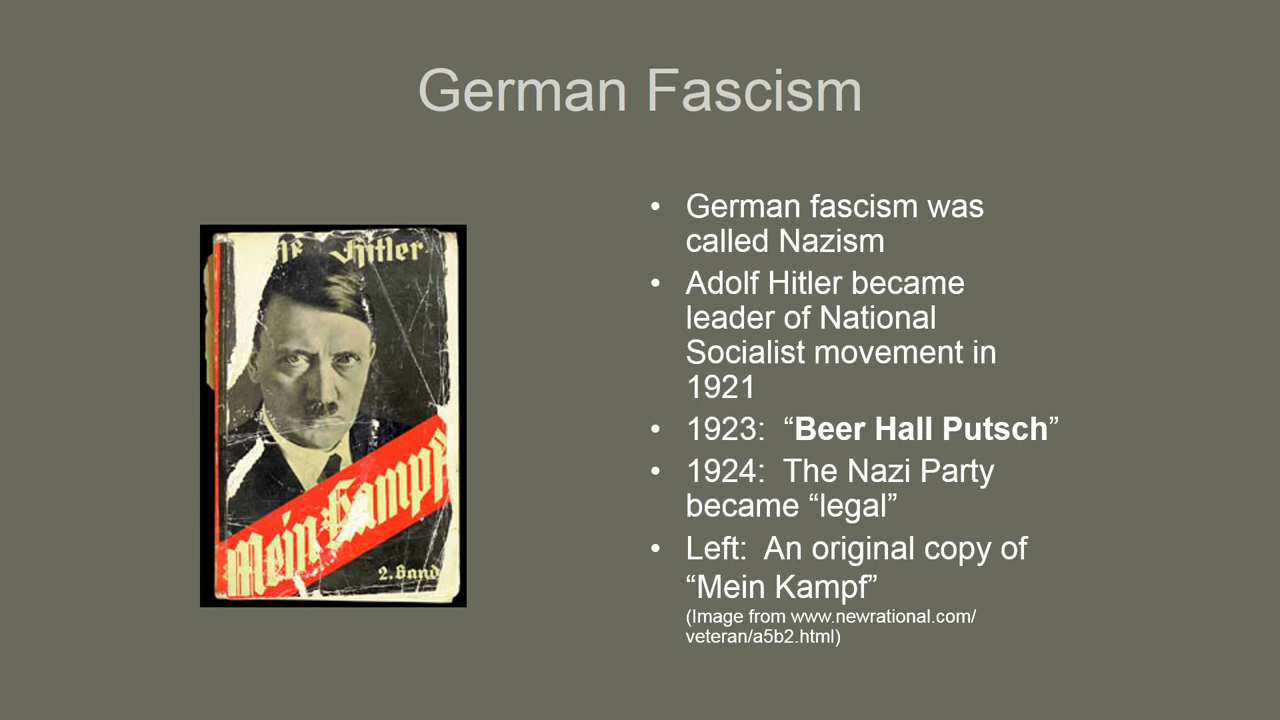 German Fascism
Hitler
Mein Kampf
2. Band
• German fascism was
called Nazism
• Adolf Hitler became
leader of National
Socialist movement in
1921
• 1923:  “Beer Hall Putsch”
• 1924:  The Nazi Party
became “legal”
• Left:  An original copy of
“Mein Kampf”
(Image from www.newrational.com/
veteran/a5b2.html)